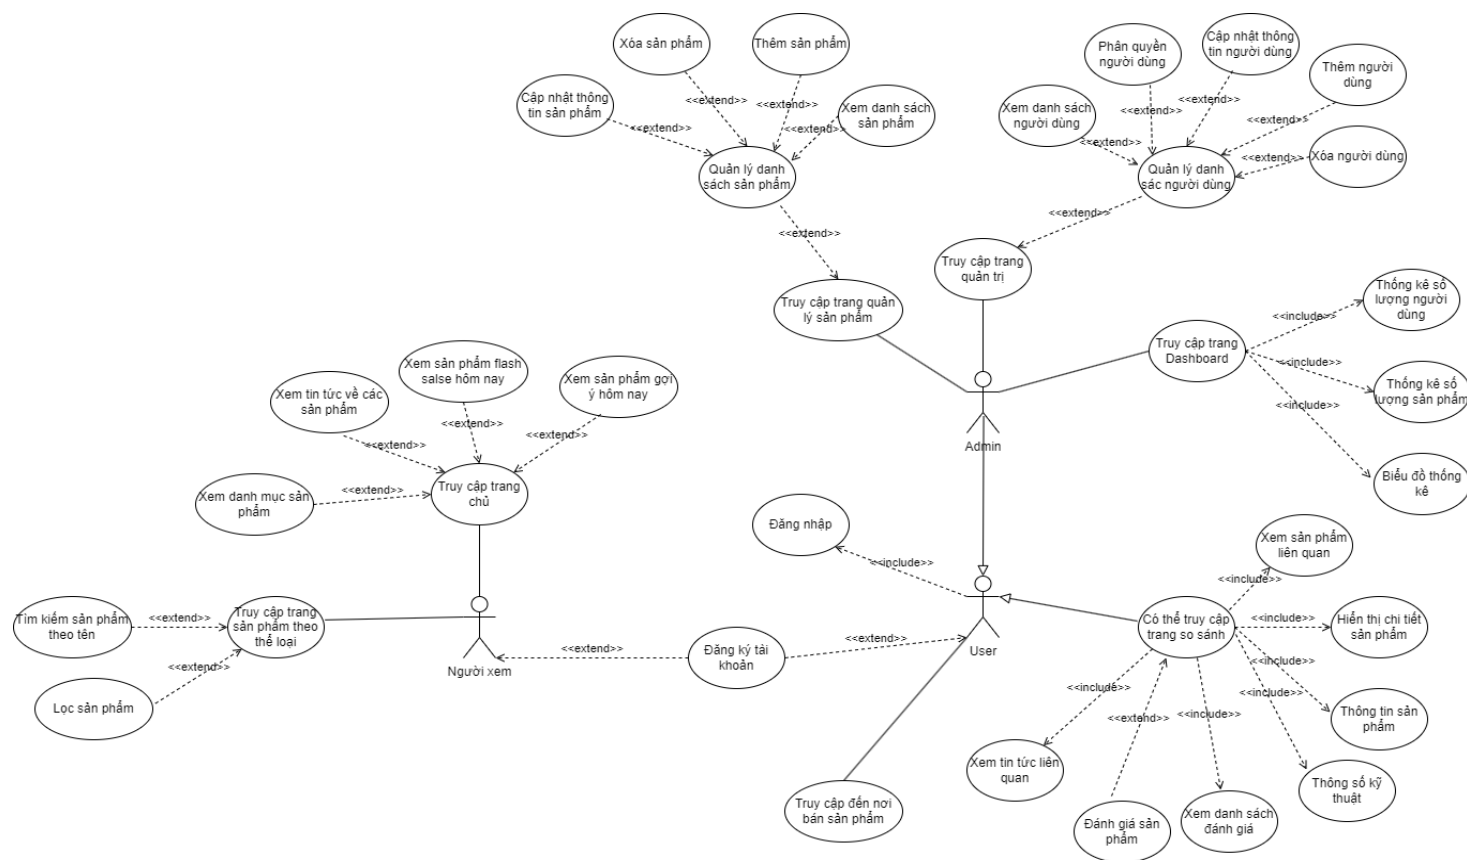 Xóa sản phẩm
Thêm sản phẩm
Cập nhật thông
tin sản phẩm
Xem danh sách
sản phẩm
<<extend>>
<<extend>>
<<extend>>
<<extend>>
Quản lý danh
sách sản phẩm
<<extend>>
Truy cập trang quản
lý sản phẩm
Phân quyền
người dùng
Cập nhật thông
tin người dùng
Thêm người
dùng
Xem danh sách
người dùng
Xóa người dùng
<<extend>>
<<extend>>
<<extend>>
<<extend>>
<<extend>>
Quản lý danh
sác người dùng
<<extend>>
Truy cập trang
quản trị
Truy cập trang
Dashboard
<<include>>
<<include>>
<<include>>
Thống kê số
lượng người
dùng
Thống kê số
lượng sản phẩm
Biểu đồ thống
kê
Admin
Xem sản phẩm flash
salse hôm nay
Xem tin tức về các
sản phẩm
Xem sản phẩm gợi
ý hôm nay
<<extend>>
<<extend>>
<<extend>>
Xem danh mục sản
phẩm
<<extend>>
Truy cập trang
chủ
Tìm kiếm sản phẩm
theo tên
<<extend>>
Truy cập trang
sản phẩm theo
thể loại
<<extend>>
Lọc sản phẩm
Người xem
<<extend>>
Đăng ký tài
khoản
<<extend>>
Đăng nhập
<<include>>
User
Truy cập đến nơi
bán sản phẩm
Có thể truy cập
trang so sánh
<<include>>
Xem sản phẩm
liên quan
<<include>>
Hiển thị chi tiết
sản phẩm
<<include>>
Thông tin sản
phẩm
<<include>>
Thông số kỹ
thuật
<<include>>
Xem danh sách
đánh giá
<<extend>>
Đánh giá sản
phẩm
<<include>>
Xem tin tức liên
quan